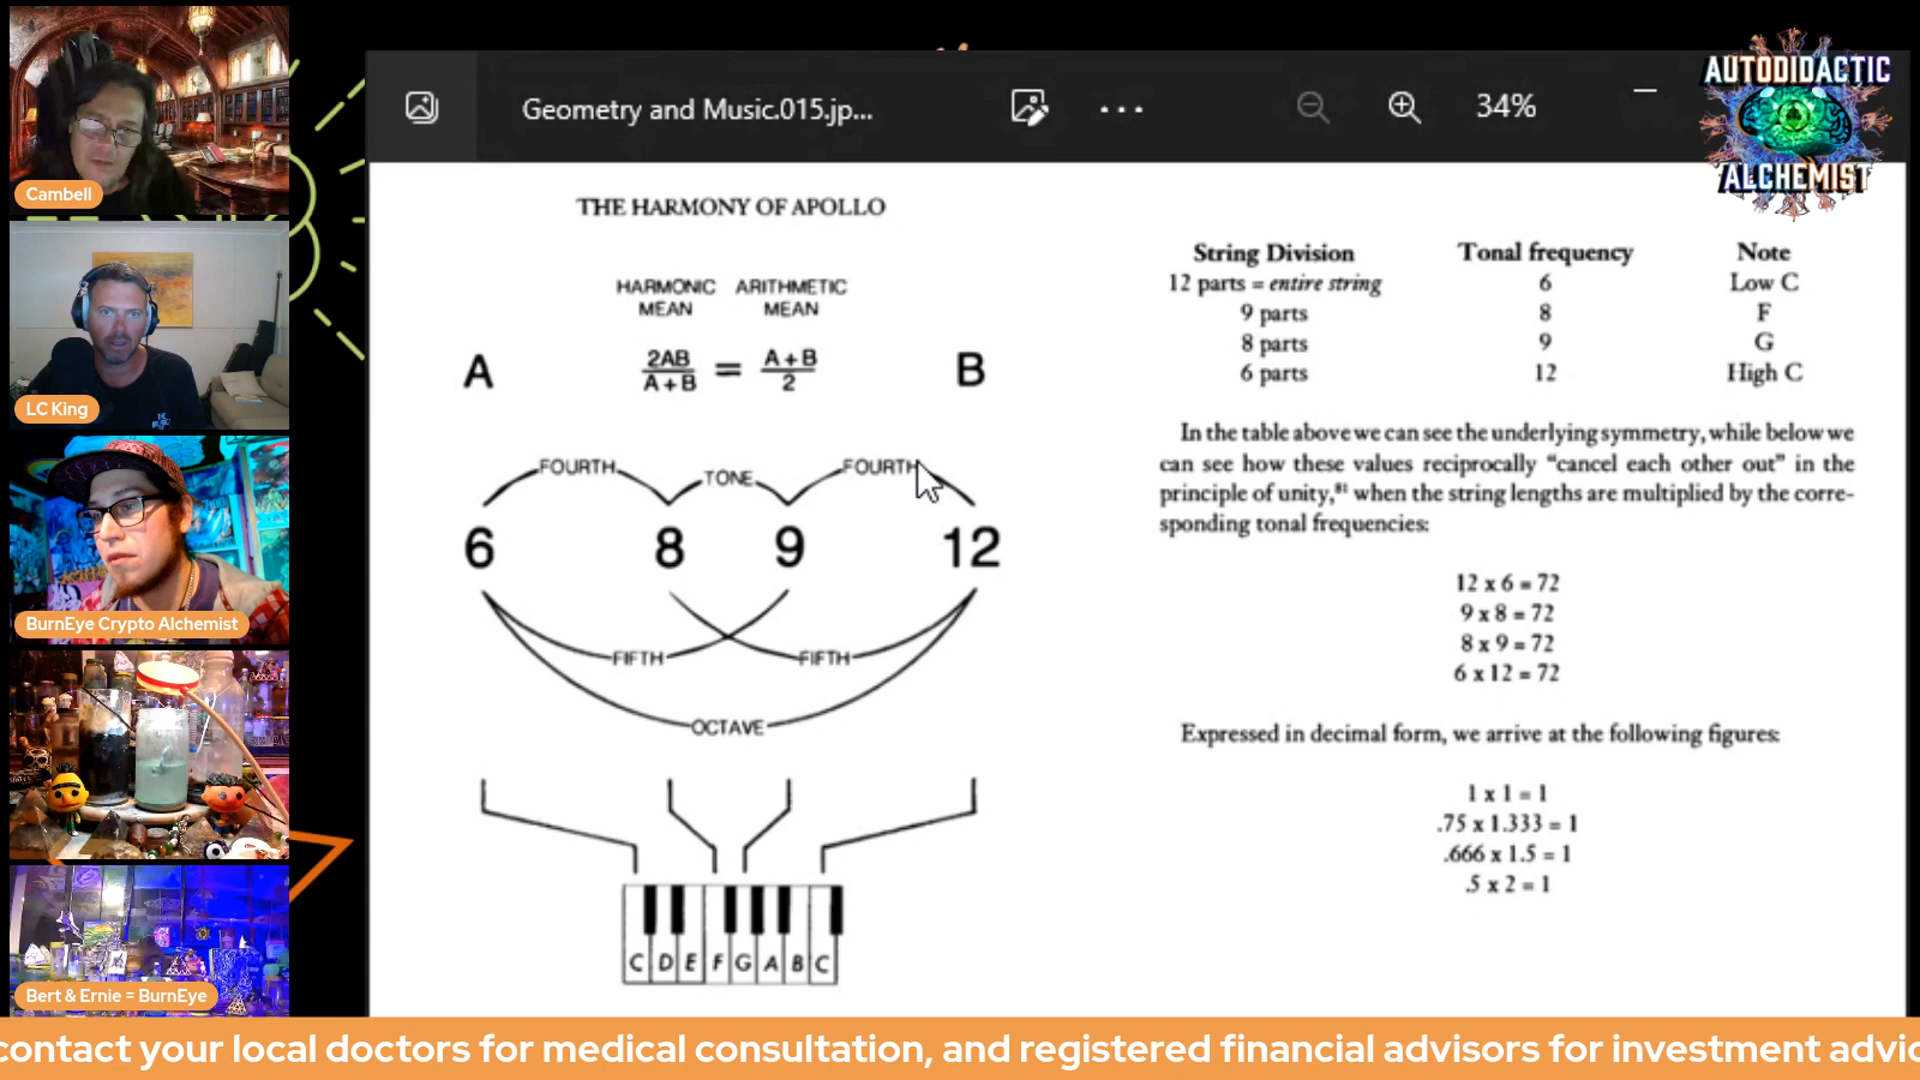 Cambell
LC King
BurnEye Crypto Alchemist
Bert & Ernie = BurnEye
Geometry and Music.015.jp...
34%
AUTODIDACTIC
ALCHEMIST
THE HARMONY OF APOLLO
HARMONIC ARITHMETIC
MEAN MEAN
A 2AB = A + B B
A + B 2
FOURTH TONE FOURTH
6 8 9 12
FIFTH FIFTH
OCTAVE
C D E F G A B C
String Division Tonal frequency Note
12 parts = entire string 6 Low C
9 parts 8 F
8 parts 9 G
6 parts 12 High C
In the table above we can see the underlying symmetry, while below we
can see how these values reciprocally “cancel each other out” in the
principle of unity,⁸¹ when the string lengths are multiplied by the corre-
sponding tonal frequencies:
12 x 6 = 72
9 x 8 = 72
8 x 9 = 72
6 x 12 = 72
Expressed in decimal form, we arrive at the following figures:
1 x 1 = 1
.75 x 1.333 = 1
.666 x 1.5 = 1
.5 x 2 = 1
contact your local doctors for medical consultation, and registered financial advisors for investment advic